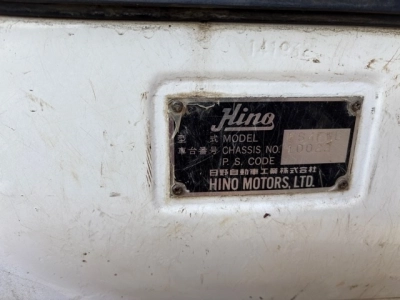 Hino
型 式 MODEL
車台番号 CHASSIS NO.
P. S. CODE
日野自動車工業株式会社
HINO MOTORS, LTD.